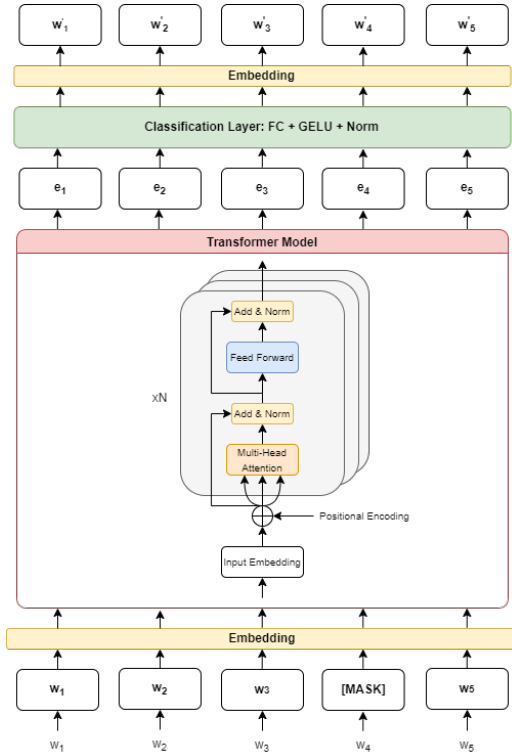 w'1 w'2 w'3 w'4 w'5
Embedding
Classification Layer: FC + GELU + Norm
e1 e2 e3 e4 e5
Transformer Model
Add & Norm
Feed Forward
xN
Add & Norm
Multi-Head
Attention
Positional Encoding
Input Embedding
Embedding
w1 w2 w3 [MASK] w5
w1 w2 w3 w4 w5